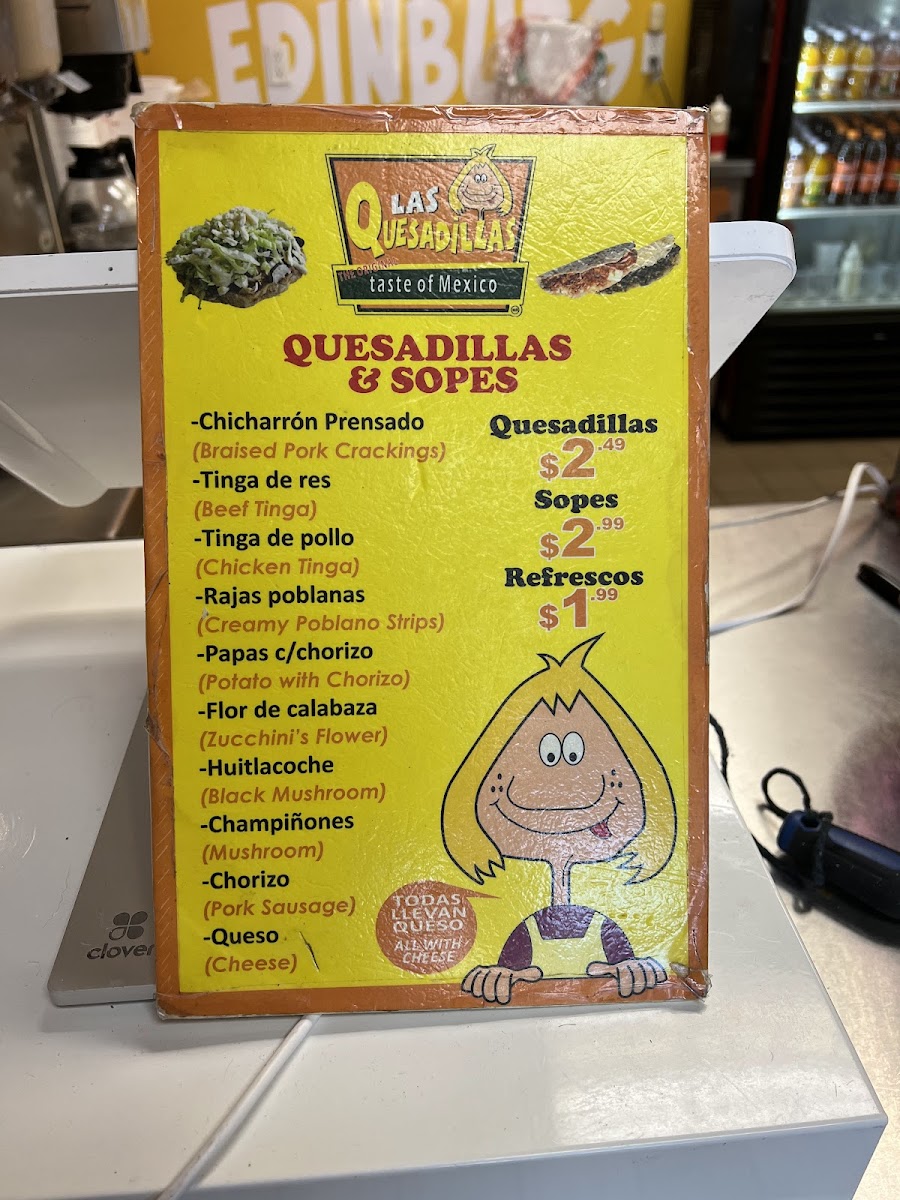 EDINBURG
LAS
QUESADILLAS
THE ORIGINAL
taste of Mexico
QUESADILLAS
& SOPES
-Chicharrón Prensado
(Braised Pork Crackings)
-Tinga de res
(Beef Tinga)
-Tinga de pollo
(Chicken Tinga)
-Rajas poblanas
(Creamy Poblano Strips)
-Papas c/chorizo
(Potato with Chorizo)
-Flor de calabaza
(Zucchini's Flower)
-Huitlacoche
(Black Mushroom)
-Champiñones
(Mushroom)
-Chorizo
(Pork Sausage)
-Queso
(Cheese)
Quesadillas
$2.49
Sopes
$2.99
Refrescos
$1.99
TODAS
LLEVAN
QUESO
ALL WITH
CHEESE
clover